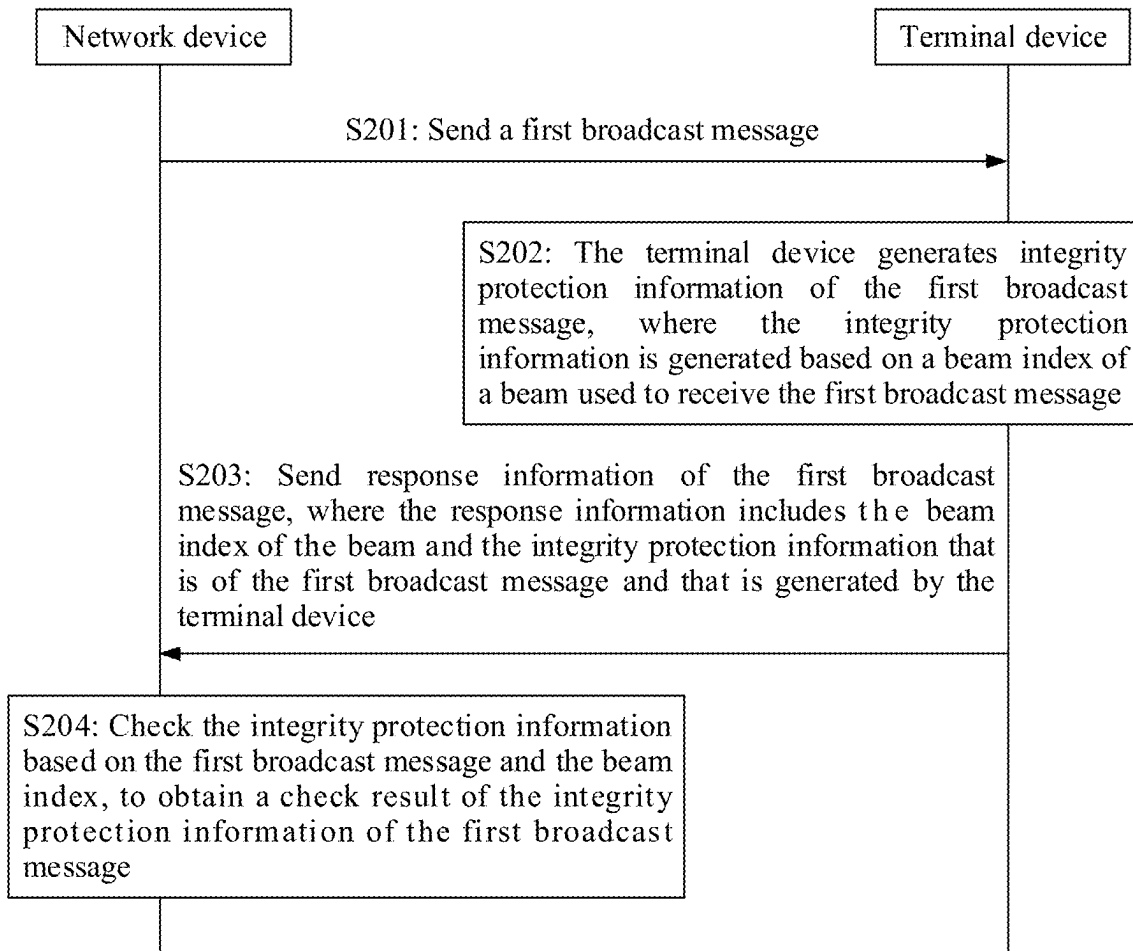 Network device
Terminal device
S201: Send a first broadcast message
S202: The terminal device generates integrity
protection information of the first broadcast
message, where the integrity protection
information is generated based on a beam index of
a beam used to receive the first broadcast message
S203: Send response information of the first broadcast
message, where the response information includes the beam
index of the beam and the integrity protection information that
is of the first broadcast message and that is generated by the
terminal device
S204: Check the integrity protection information
based on the first broadcast message and the beam
index, to obtain a check result of the integrity
protection information of the first broadcast
message